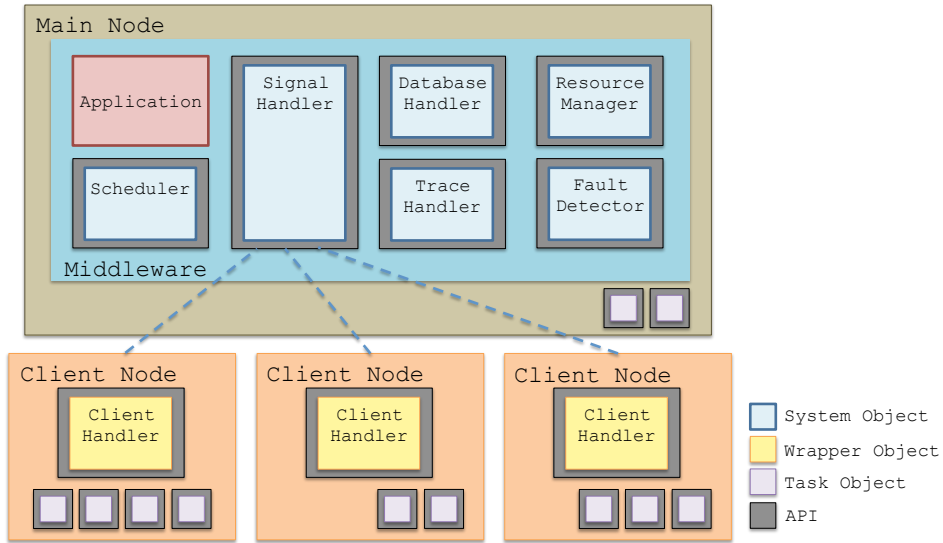 Main Node
Application
Signal
Handler
Database
Handler
Resource
Manager
Scheduler
Trace
Handler
Fault
Detector
Middleware
Client Node
Client
Handler
Client Node
Client
Handler
Client Node
Client
Handler
System Object
Wrapper Object
Task Object
API